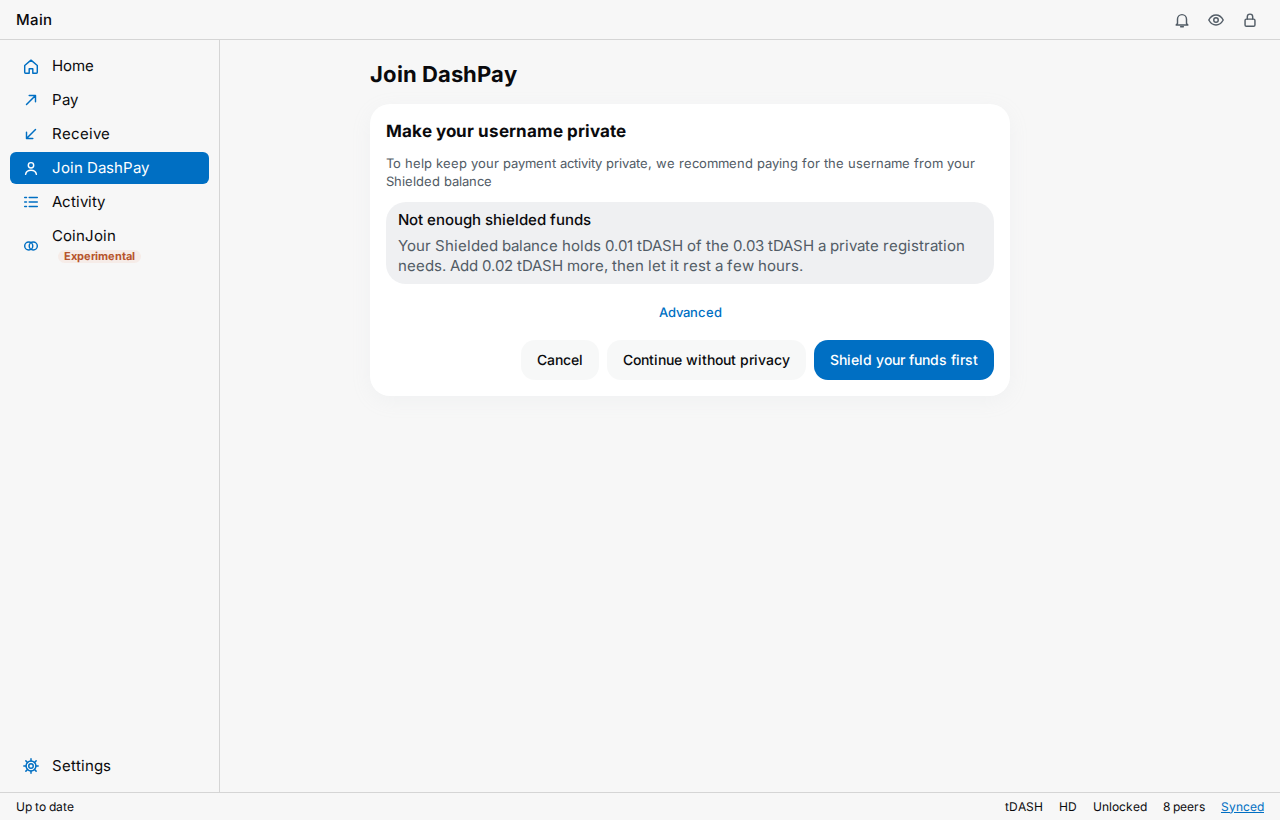 Main
Home
Pay
Receive
Join DashPay
Activity
CoinJoin
Experimental
Settings
Join DashPay
Make your username private
To help keep your payment activity private, we recommend paying for the username from your
Shielded balance
Not enough shielded funds
Your Shielded balance holds 0.01 tDASH of the 0.03 tDASH a private registration
needs. Add 0.02 tDASH more, then let it rest a few hours.
Advanced
Cancel
Continue without privacy
Shield your funds first
Up to date
tDASH
HD
Unlocked
8 peers
Synced